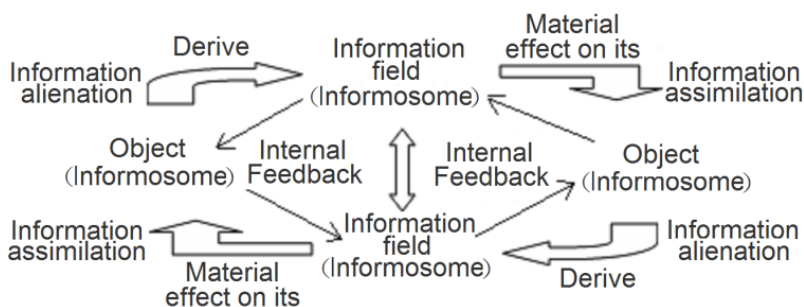 Derive
Information
field
(Informosome)
Material
effect on its
Information
alienation
Information
assimilation
Object
(Informosome)
Internal
Feedback
Internal
Feedback
Object
(Informosome)
Information
assimilation
Information
field
(Informosome)
Information
alienation
Material
effect on its
Derive